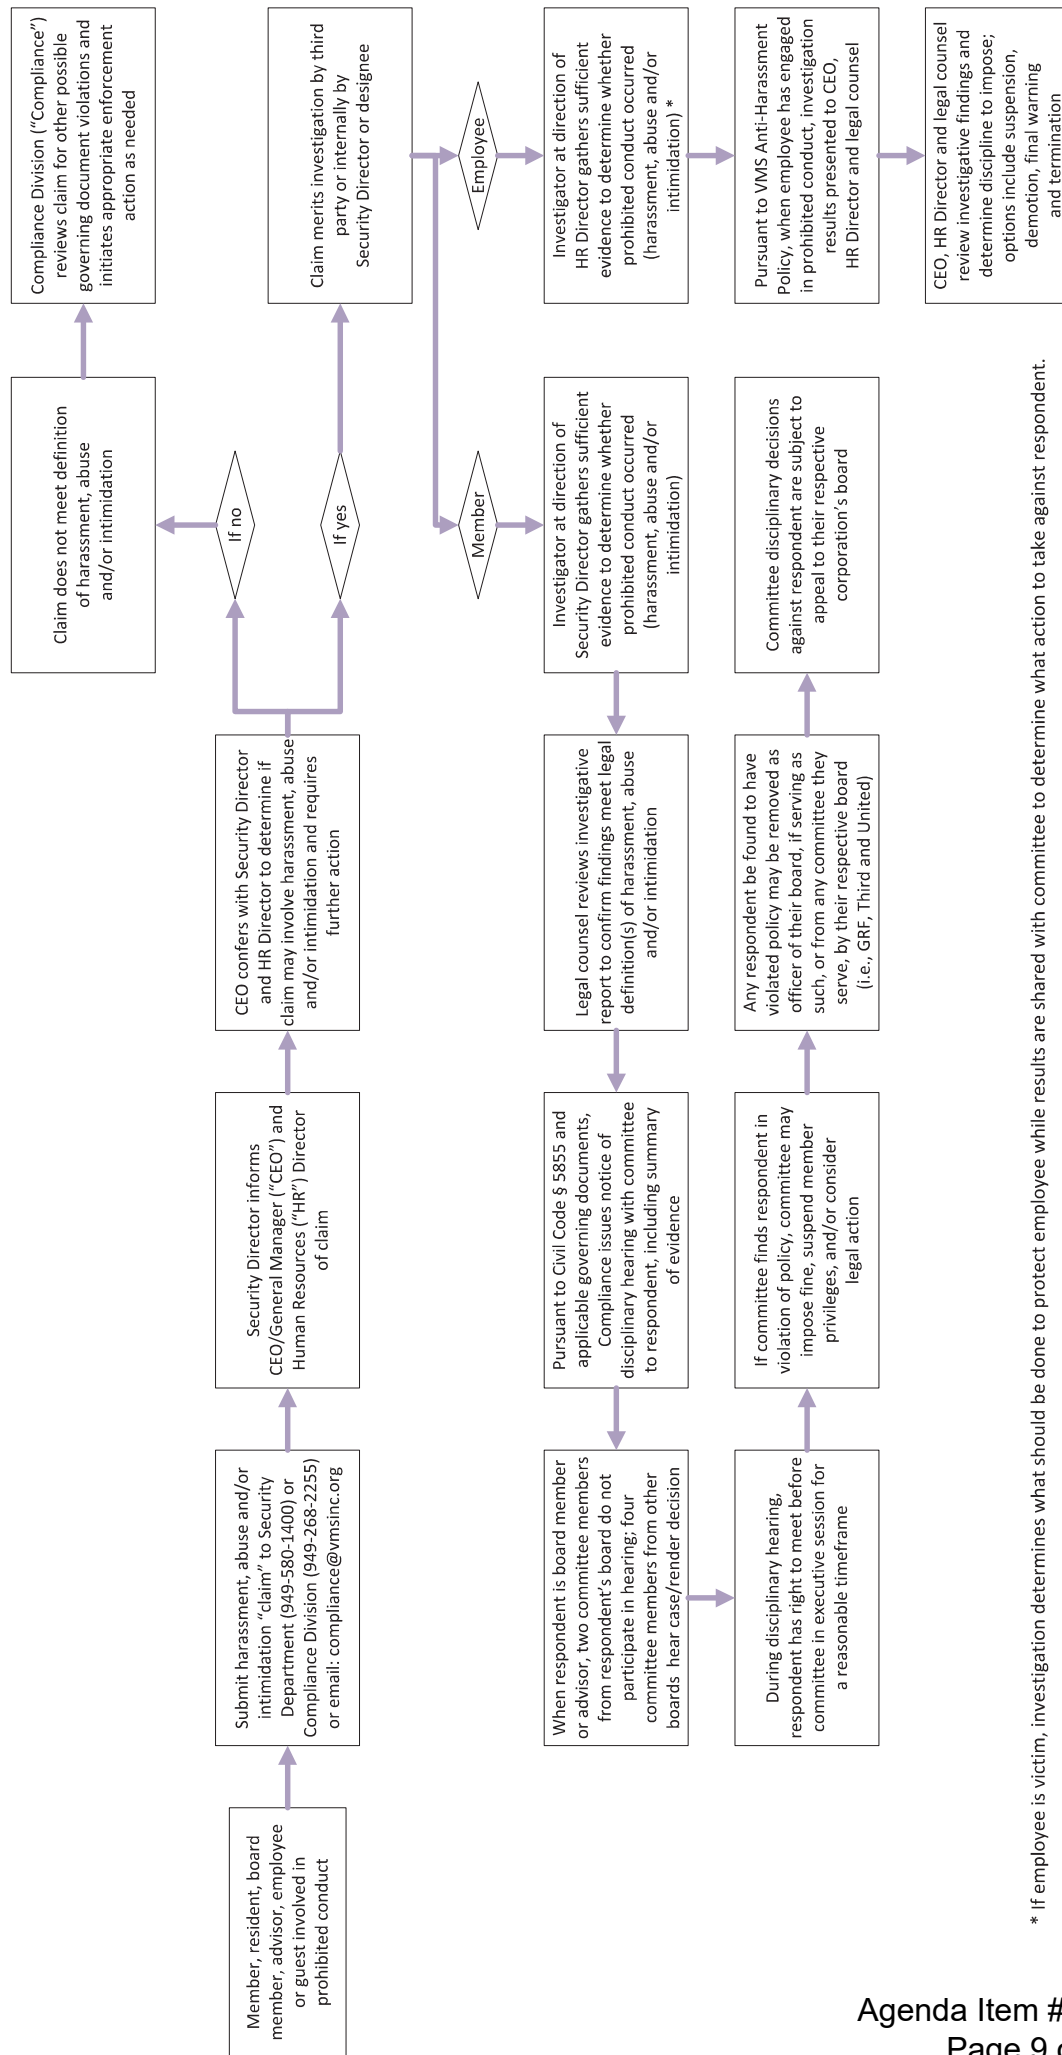 Member, resident, board
member, advisor, employee
or guest involved in
prohibited conduct
Submit harassment, abuse and/or
intimidation “claim” to Security
Department (949-580-1400) or
Compliance Division (949-268-2255)
or email: compliance@vmsinc.org
Security Director informs
CEO/General Manager (“CEO”) and
Human Resources (“HR”) Director
of claim
CEO confers with Security Director
and HR Director to determine if
claim may involve harassment, abuse
and/or intimidation and requires
further action
If no
Claim does not meet definition
of harassment, abuse
and/or intimidation
Compliance Division (“Compliance”)
reviews claim for other possible
governing document violations and
initiates appropriate enforcement
action as needed
If yes
Claim merits investigation by third
party or internally by
Security Director or designee
Member
Employee
Investigator at direction of
Security Director gathers sufficient
evidence to determine whether
prohibited conduct occurred
(harassment, abuse and/or
intimidation)
Legal counsel reviews investigative
report to confirm findings meet legal
definition(s) of harassment, abuse
and/or intimidation
Pursuant to Civil Code § 5855 and
applicable governing documents,
Compliance issues notice of
disciplinary hearing with committee
to respondent, including summary
of evidence
When respondent is board member
or advisor, two committee members
from respondent’s board do not
participate in hearing; four
committee members from other
boards hear case/render decision
During disciplinary hearing,
respondent has right to meet before
committee in executive session for
a reasonable timeframe
If committee finds respondent in
violation of policy, committee may
impose fine, suspend member
privileges, and/or consider
legal action
Any respondent be found to have
violated policy may be removed as
officer of their board, if serving as
such, or from any committee they
serve, by their respective board
(i.e., GRF, Third and United)
Committee disciplinary decisions
against respondent are subject to
appeal to their respective
corporation’s board
Investigator at direction of
HR Director gathers sufficient
evidence to determine whether
prohibited conduct occurred
(harassment, abuse and/or
intimidation) *
Pursuant to VMS Anti-Harassment
Policy, when employee has engaged
in prohibited conduct, investigation
results presented to CEO,
HR Director and legal counsel
CEO, HR Director and legal counsel
review investigative findings and
determine discipline to impose;
options include suspension,
demotion, final warning
and termination
* If employee is victim, investigation determines what should be done to protect employee while results are shared with committee to determine what action to take against respondent.
Agenda Item #
Page 9 o